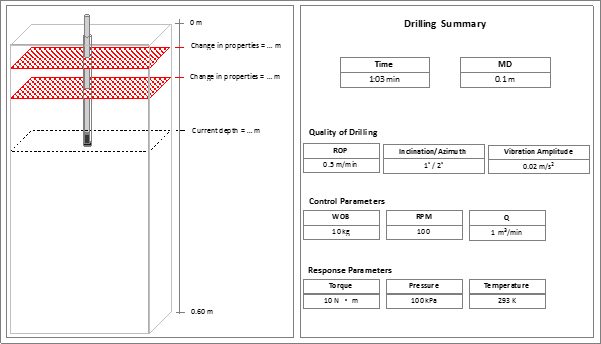 0 m
Change in properties = ... m
Change in properties = ... m
Current depth = ... m
0.60 m
Drilling Summary
Time MD
1:03 min 0.1 m
Quality of Drilling
ROP Inclination/Azimuth Vibration Amplitude
0.3 m/min 1° / 2° 0.02 m/s²
Control Parameters
WOB RPM Q
10 kg 100 1 m³/min
Response Parameters
Torque Pressure Temperature
10 N • m 100 kPa 293 K